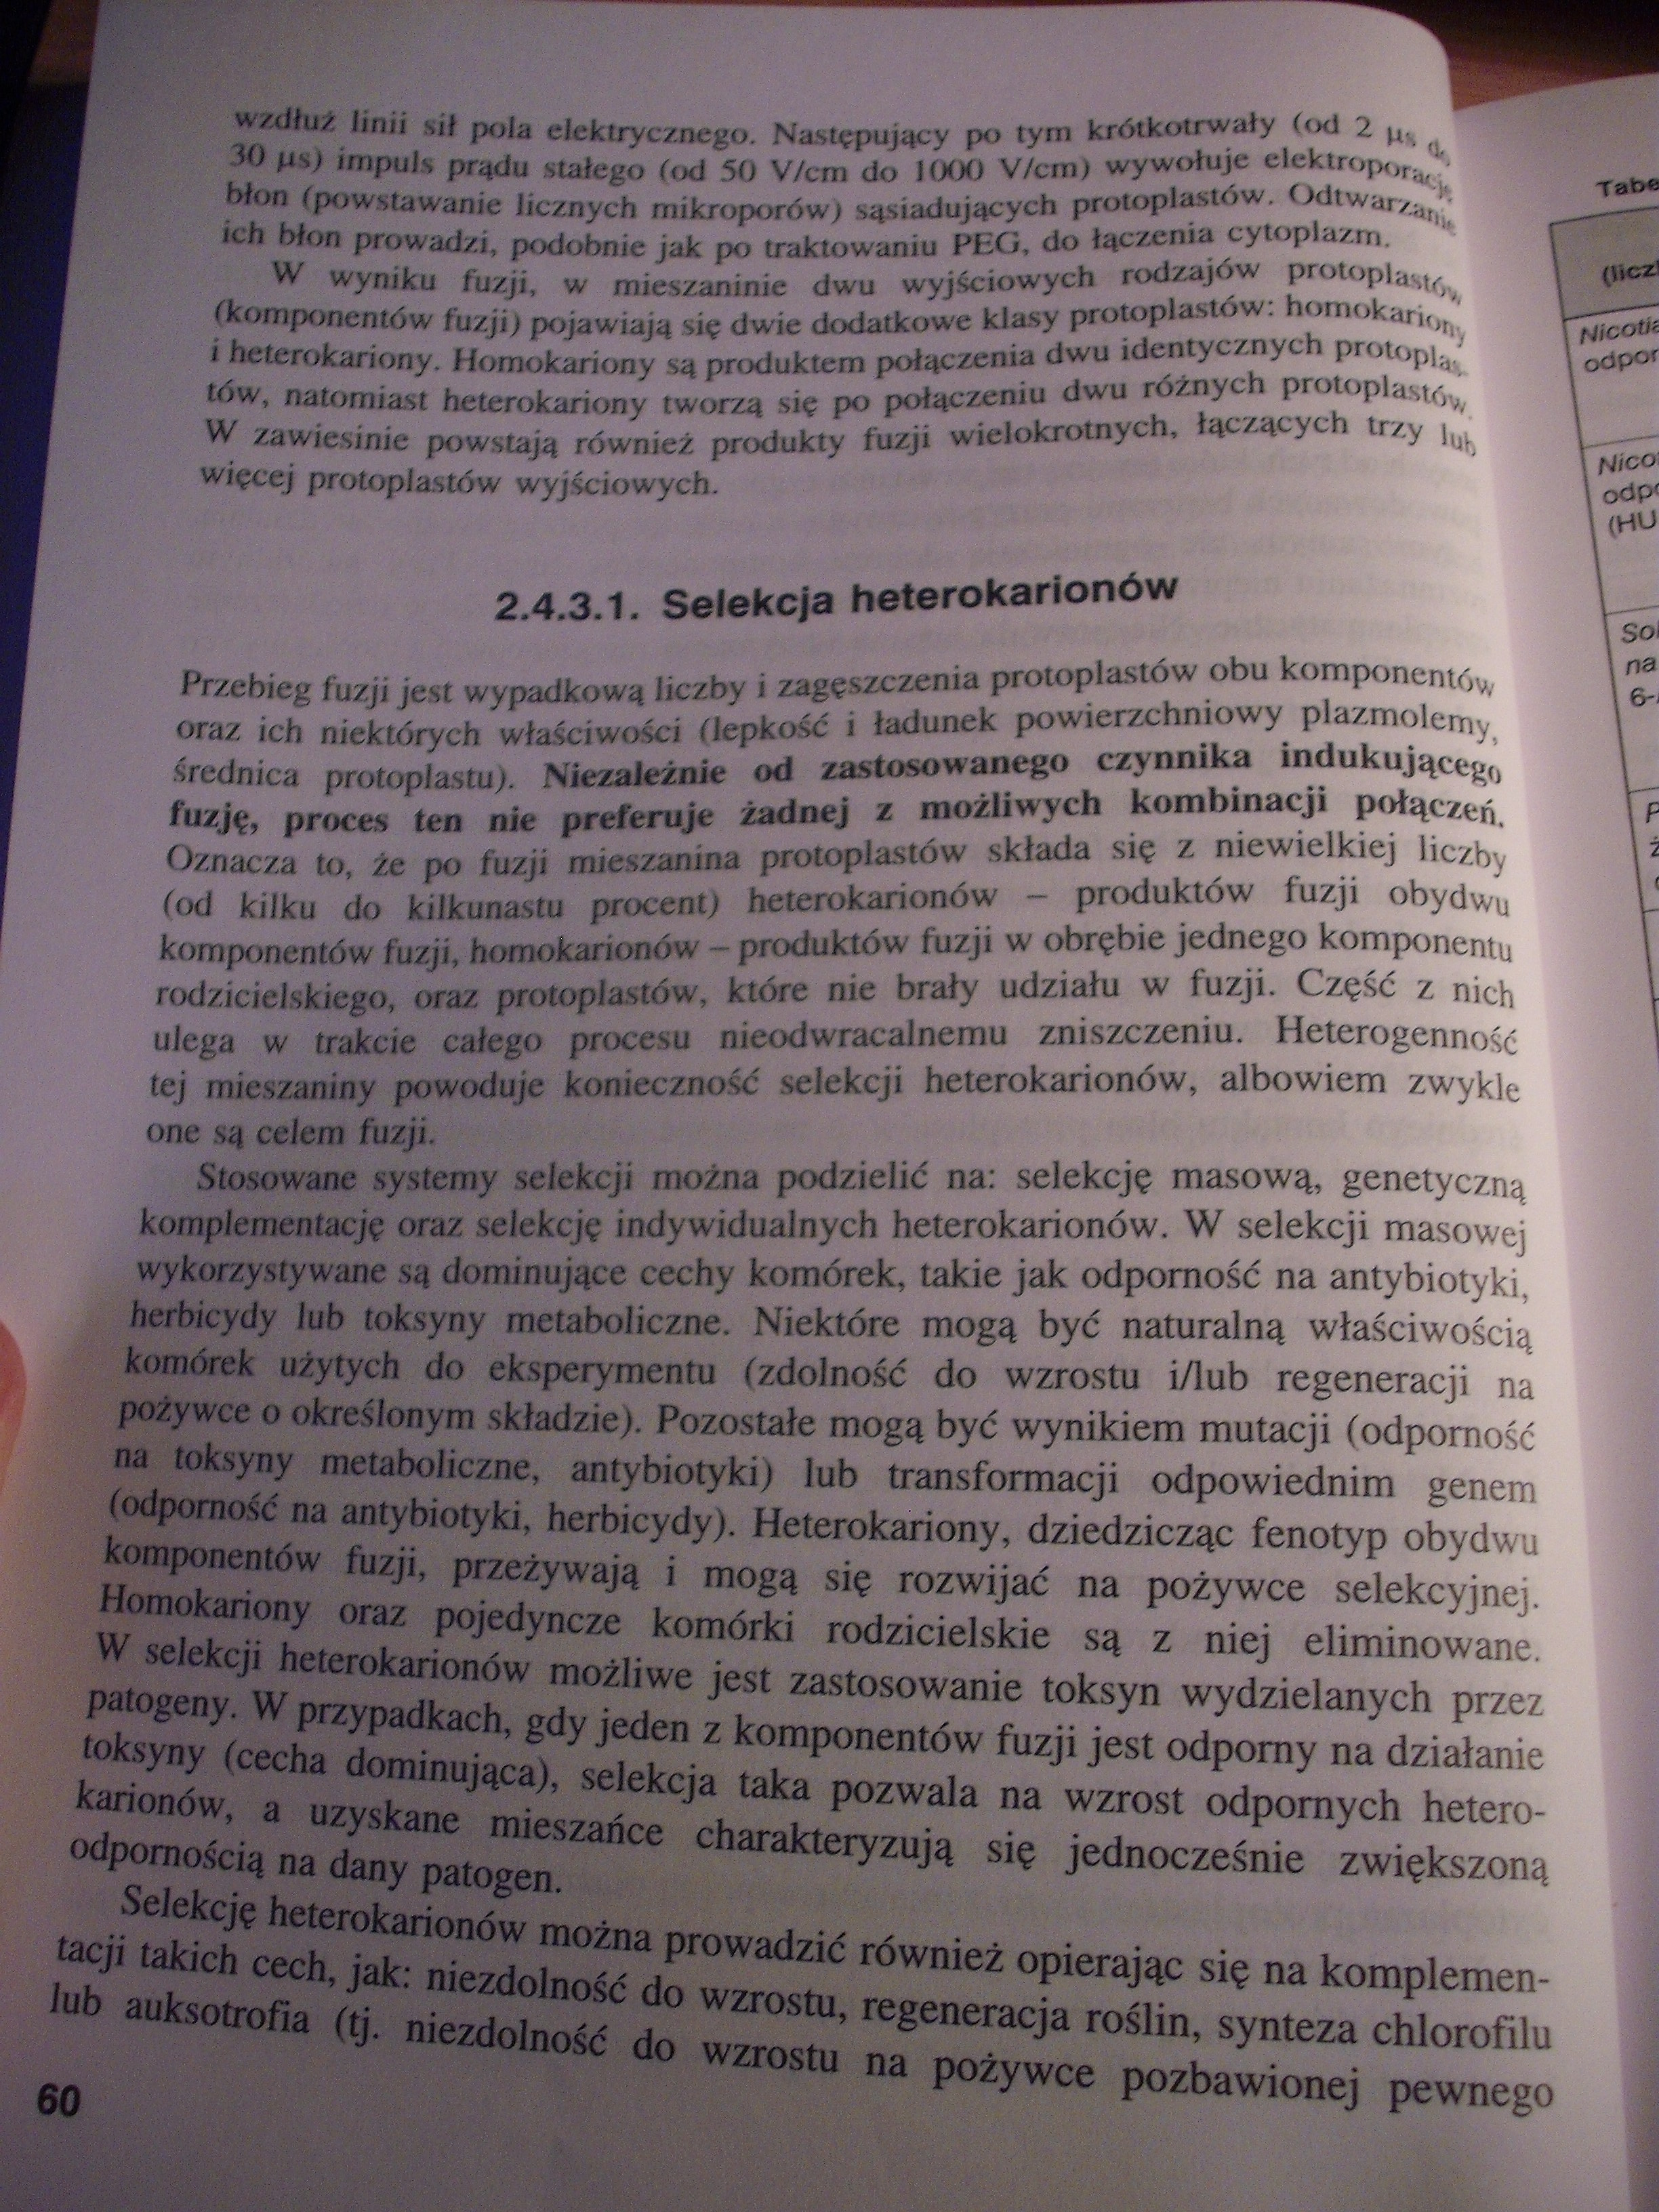 wzdłuż linii sił pola elektrycznego. Następujący po tym krótkotrwały (od 2 µs do
30 µs) impuls prądu stałego (od 50 V/cm do 1000 V/cm) wywołuje elektroporację
błon (powstawanie licznych mikroporów) sąsiadujących protoplastów. Odtwarzanie
ich błon prowadzi, podobnie jak po traktowaniu PEG, do łączenia cytoplazm.
W wyniku fuzji, w mieszaninie dwu wyjściowych rodzajów protoplastów
(komponentów fuzji) pojawiają się dwie dodatkowe klasy protoplastów: homokariony
i heterokariony. Homokariony są produktem połączenia dwu identycznych protoplas-
tów, natomiast heterokariony tworzą się po połączeniu dwu różnych protoplastów.
W zawiesinie powstają również produkty fuzji wielokrotnych, łączących trzy lub
więcej protoplastów wyjściowych.
2.4.3.1. Selekcja heterokarionów
Przebieg fuzji jest wypadkową liczby i zagęszczenia protoplastów obu komponentów
oraz ich niektórych właściwości (lepkość i ładunek powierzchniowy plazmolemy,
średnica protoplastu). Niezależnie od zastosowanego czynnika indukującego
fuzję, proces ten nie preferuje żadnej z możliwych kombinacji połączeń.
Oznacza to, że po fuzji mieszanina protoplastów składa się z niewielkiej liczby
(od kilku do kilkunastu procent) heterokarionów – produktów fuzji obydwu
komponentów fuzji, homokarionów – produktów fuzji w obrębie jednego komponentu
rodzicielskiego, oraz protoplastów, które nie brały udziału w fuzji. Część z nich
ulega w trakcie całego procesu nieodwracalnemu zniszczeniu. Heterogenność
tej mieszaniny powoduje konieczność selekcji heterokarionów, albowiem zwykle
one są celem fuzji.
Stosowane systemy selekcji można podzielić na: selekcję masową, genetyczną
komplementację oraz selekcję indywidualnych heterokarionów. W selekcji masowej
wykorzystywane są dominujące cechy komórek, takie jak odporność na antybiotyki,
herbicydy lub toksyny metaboliczne. Niektóre mogą być naturalną właściwością
komórek użytych do eksperymentu (zdolność do wzrostu i/lub regeneracji na
pożywce o określonym składzie). Pozostałe mogą być wynikiem mutacji (odporność
na toksyny metaboliczne, antybiotyki) lub transformacji odpowiednim genem
(odporność na antybiotyki, herbicydy). Heterokariony, dziedzicząc fenotyp obydwu
komponentów fuzji, przeżywają i mogą się rozwijać na pożywce selekcyjnej.
Homokariony oraz pojedyncze komórki rodzicielskie są z niej eliminowane.
W selekcji heterokarionów możliwe jest zastosowanie toksyn wydzielanych przez
patogeny. W przypadkach, gdy jeden z komponentów fuzji jest odporny na działanie
toksyny (cecha dominująca), selekcja taka pozwala na wzrost odpornych hetero-
karionów, a uzyskane mieszańce charakteryzują się jednocześnie zwiększoną
odpornością na dany patogen.
Selekcję heterokarionów można prowadzić również opierając się na komplemen-
tacji takich cech, jak: niezdolność do wzrostu, regeneracja roślin, synteza chlorofilu
lub auksotrofia (tj. niezdolność do wzrostu na pożywce pozbawionej pewnego
60
Tabe
(licz
Nicotia
odpor
Nico
odp
(HU
Sol
na
6-